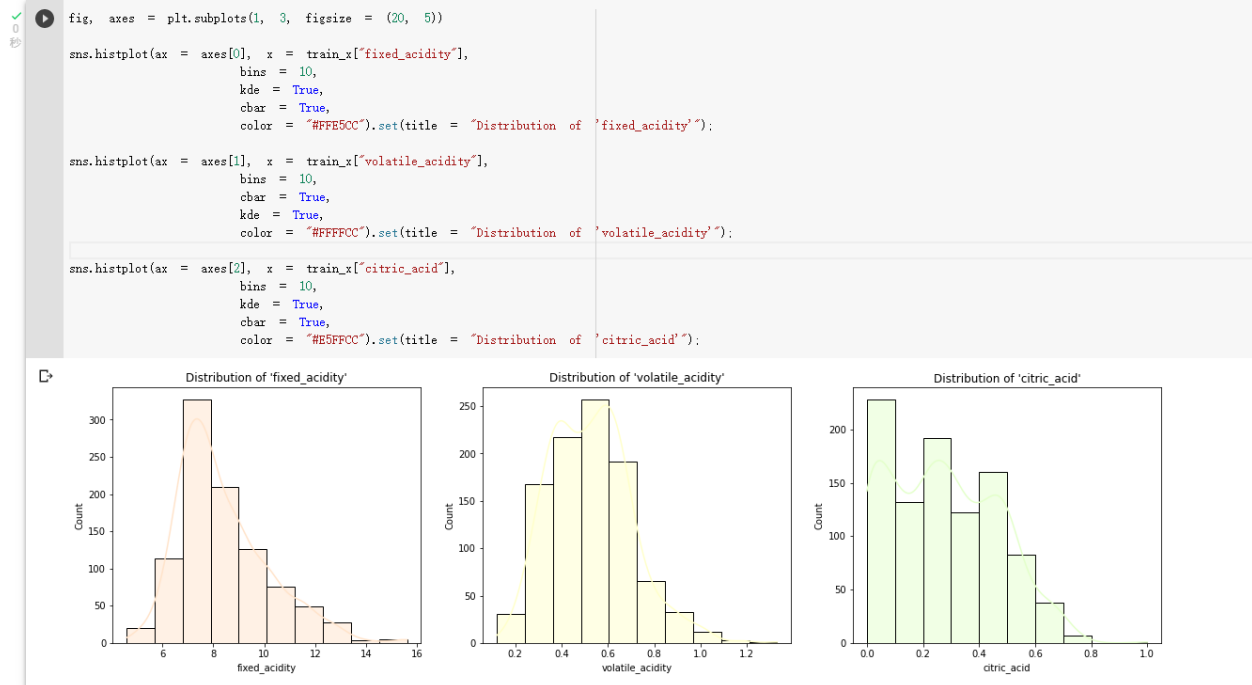 0
秒
fig, axes = plt.subplots(1, 3, figsize = (20, 5))
sns.histplot(ax = axes[0], x = train_x["fixed_acidity"],
bins = 10,
kde = True,
cbar = True,
color = "#FFE5CC").set(title = "Distribution of 'fixed_acidity'");
sns.histplot(ax = axes[1], x = train_x["volatile_acidity"],
bins = 10,
cbar = True,
kde = True,
color = "#FFFFCC").set(title = "Distribution of 'volatile_acidity'");
sns.histplot(ax = axes[2], x = train_x["citric_acid"],
bins = 10,
kde = True,
cbar = True,
color = "#E5FFCC").set(title = "Distribution of 'citric_acid'");
Distribution of 'fixed_acidity'
Count
300
250
200
150
100
50
0
6 8 10 12 14 16
fixed_acidity
Distribution of 'volatile_acidity'
Count
250
200
150
100
50
0
0.2 0.4 0.6 0.8 1.0 1.2
volatile_acidity
Distribution of 'citric_acid'
Count
200
150
100
50
0
0.0 0.2 0.4 0.6 0.8 1.0
citric_acid